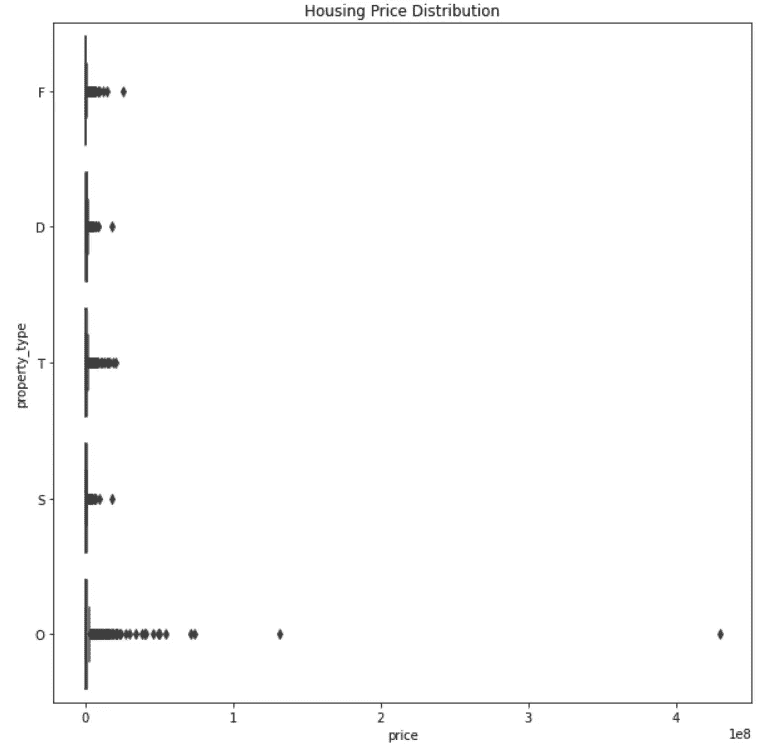 Housing Price Distribution
property_type
F
D
T
S
O
0 1 2 3 4
1e8
price